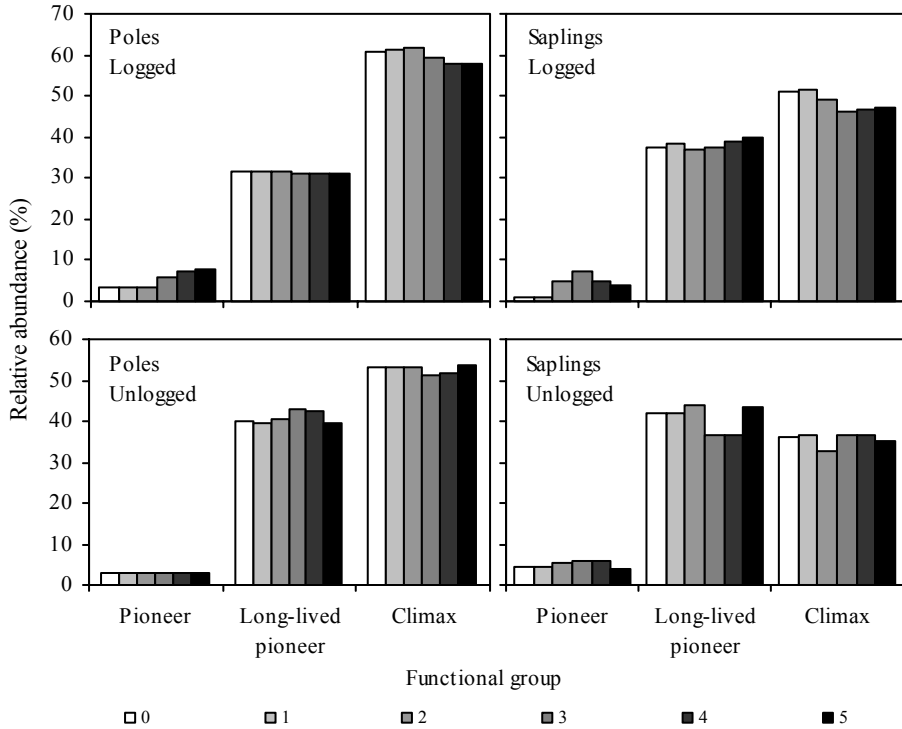 70
60
50
40
30
20
10
0
Poles
Logged
Saplings
Logged
Relative abundance (%)
60
50
40
30
20
10
0
Poles
Unlogged
Saplings
Unlogged
Pioneer
Long-lived
pioneer
Climax
Pioneer
Long-lived
pioneer
Climax
Functional group
0 1 2 3 4 5